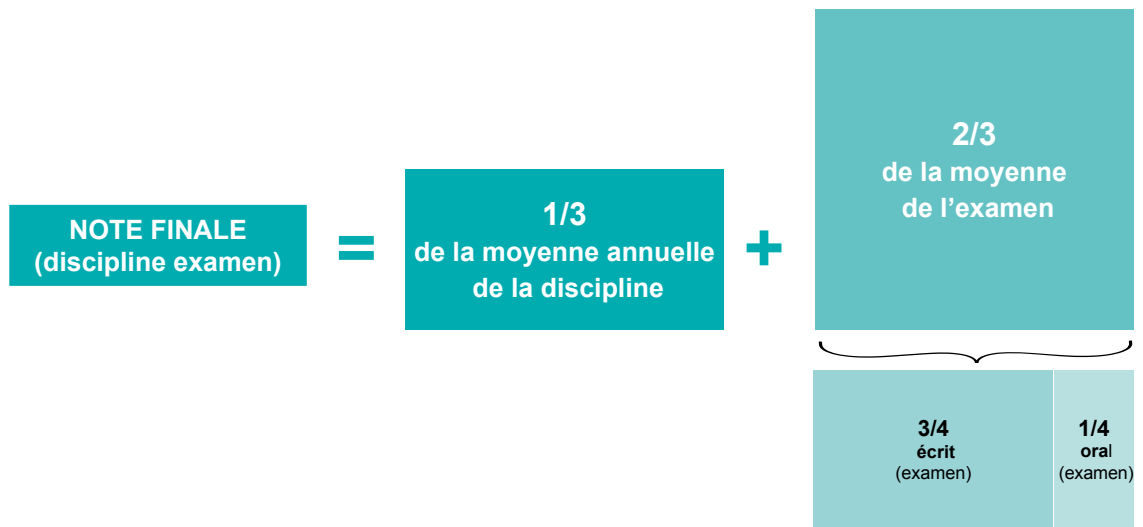 NOTE FINALE
(discipline examen)
=
1/3
de la moyenne annuelle
de la discipline
+
2/3
de la moyenne
de l'examen
3/4
écrit
(examen)
1/4
oral
(examen)